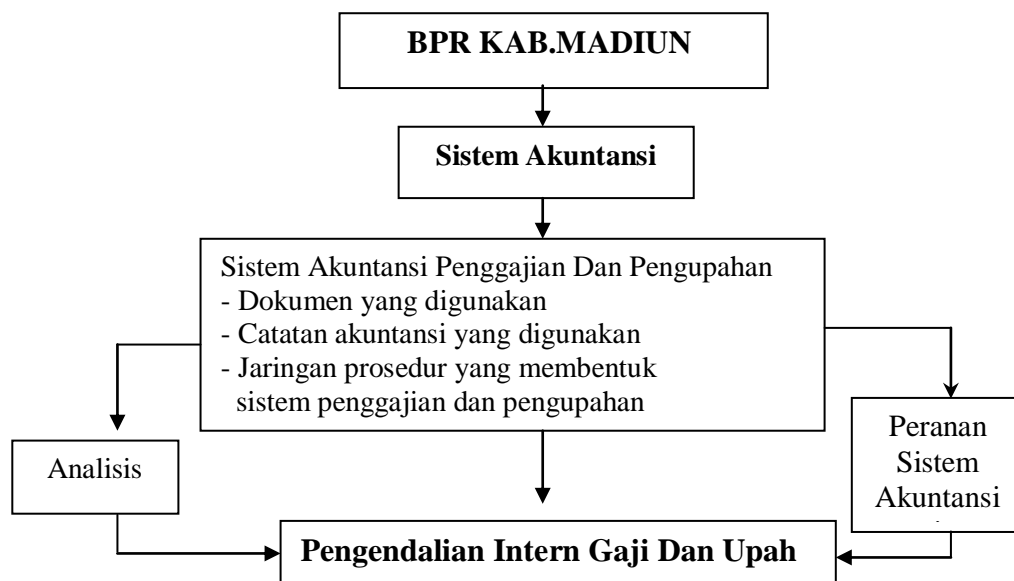 BPR KAB.MADIUN
Sistem Akuntansi
Sistem Akuntansi Penggajian Dan Pengupahan
- Dokumen yang digunakan
- Catatan akuntansi yang digunakan
- Jaringan prosedur yang membentuk
sistem penggajian dan pengupahan
Analisis
Peranan
Sistem
Akuntansi
Pengendalian Intern Gaji Dan Upah